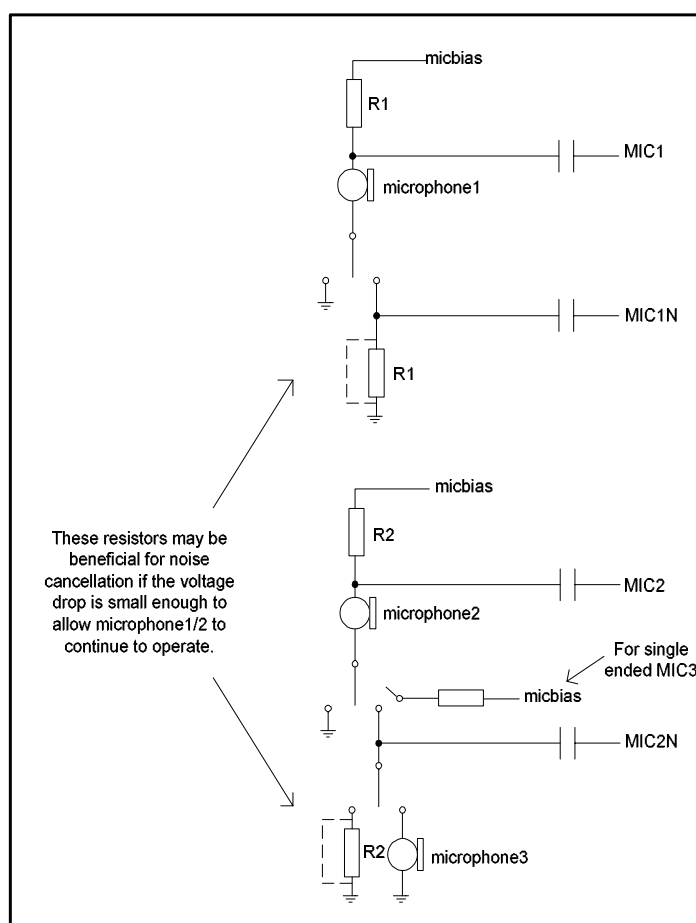 micbias
R1
MIC1
microphone1
MIC1N
R1
micbias
R2
These resistors may be
beneficial for noise
cancellation if the voltage
drop is small enough to
allow microphone1/2 to
continue to operate.
MIC2
microphone2
For single
ended MIC3
micbias
MIC2N
R2
microphone3